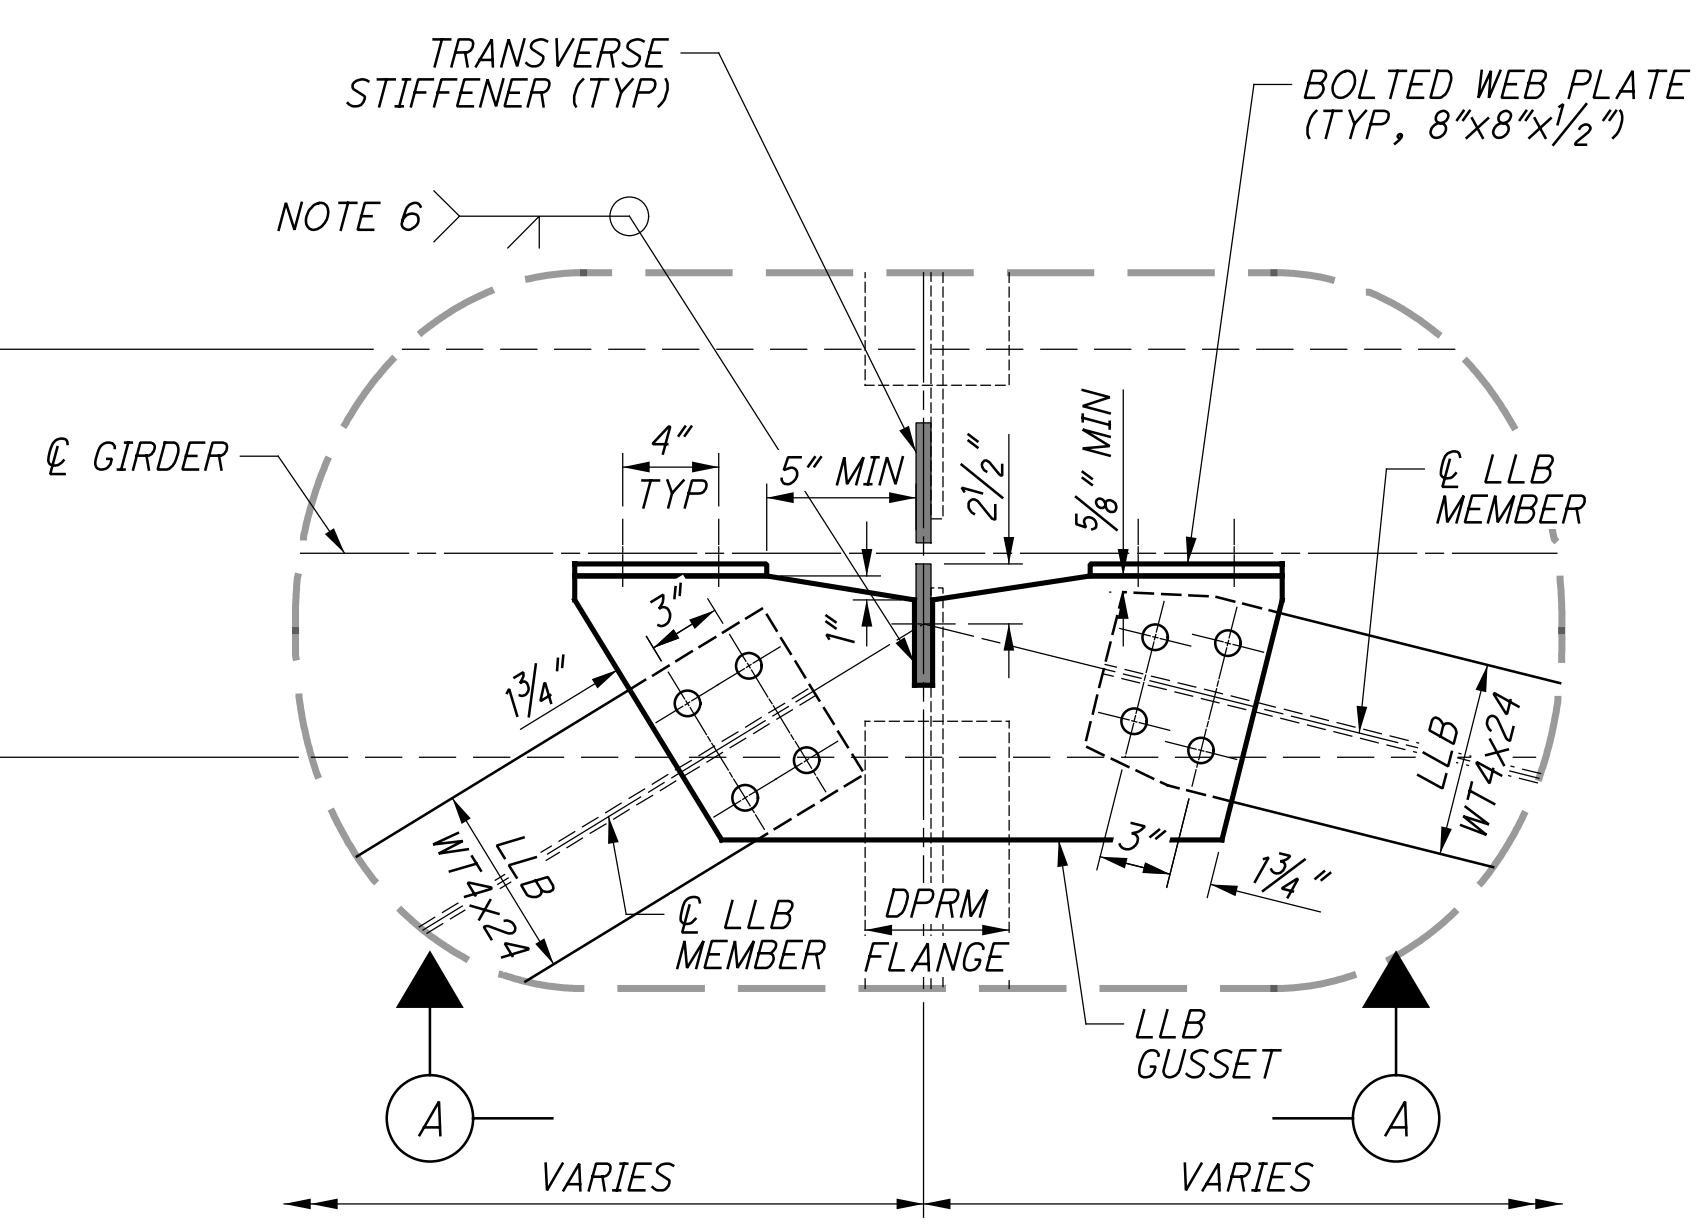 TRANSVERSE
STIFFENER (TYP)
BOLTED WEB PLATE
(TYP, 8"x8"x1/2")
NOTE 6
℄ GIRDER
4"
TYP
5" MIN
2 1/2"
5/8" MIN
℄ LLB
MEMBER
3"
1"
1 3/4"
LLB
WT4x24
LLB
WT4x24
3"
1 3/4"
℄ LLB
MEMBER
DPRM
FLANGE
LLB
GUSSET
A
A
VARIES
VARIES